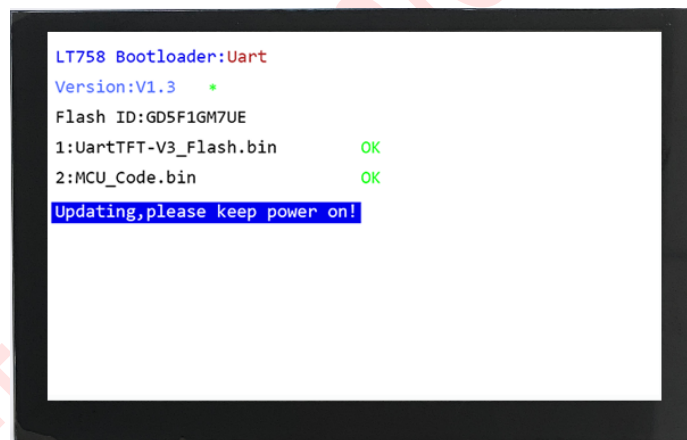 LT758 Bootloader:Uart
Version:V1.3 *
Flash ID:GD5F1GM7UE
1:UartTFT-V3_Flash.bin OK
2:MCU_Code.bin OK
Updating,please keep power on!